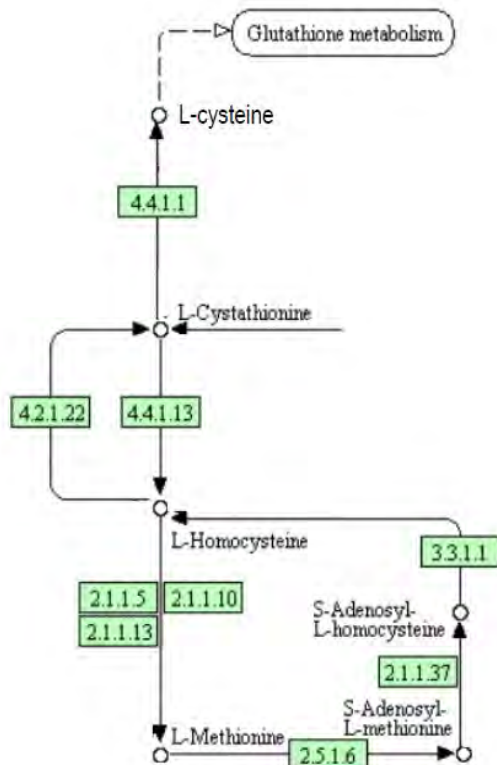 Glutathione metabolism
L-cysteine
4.4.1.1
L-Cystathionine
4.2.1.22
4.4.1.13
L-Homocysteine
3.3.1.1
2.1.1.5
2.1.1.10
2.1.1.13
S-Adenosyl-
L-homocysteine
2.1.1.37
S-Adenosyl-
L-methionine
L-Methionine
2.5.1.6